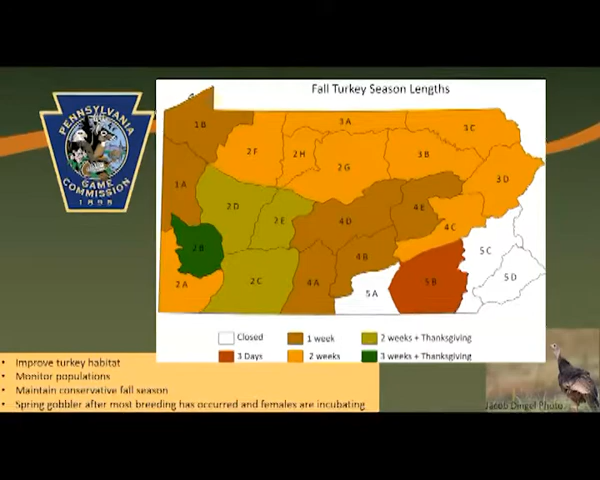 Fall Turkey Season Lengths
PENNSYLVANIA
GAME
COMMISSION
1895
1B
3A
3C
2F
2H
2G
3B
3D
1A
2D
2E
4D
4E
4C
2B
4B
5C
2A
2C
4A
5A
5B
5D
Closed
1 week
2 weeks + Thanksgiving
3 Days
2 weeks
3 weeks + Thanksgiving
• Improve turkey habitat
• Monitor populations
• Maintain conservative fall season
• Spring gobbler after most breeding has occurred and females are incubating
Jacob Dingel Photo